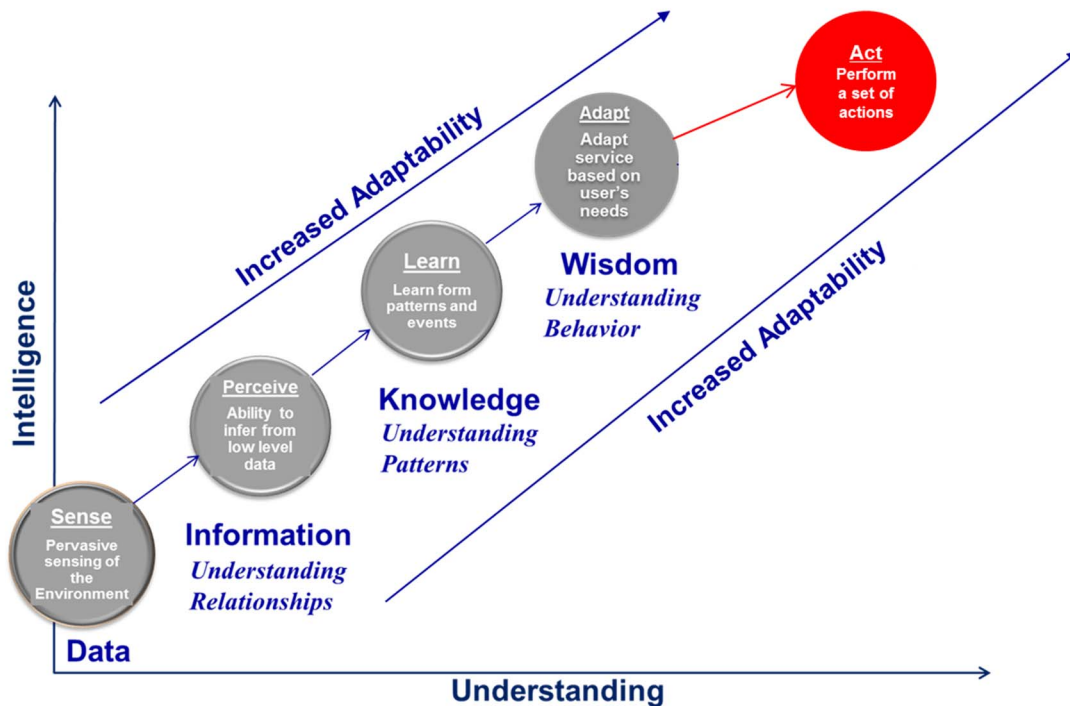 Act
Perform
a set of
actions
Increased Adaptability
Adapt
Adapt
service
based on
user's
needs
Wisdom
Understanding
Behavior
Learn
Learn form
patterns and
events
Knowledge
Understanding
Patterns
Increased Adaptability
Perceive
Ability to
infer from
low level
data
Information
Understanding
Relationships
Sense
Pervasive
sensing of
the
Environment
Data
Intelligence
Understanding